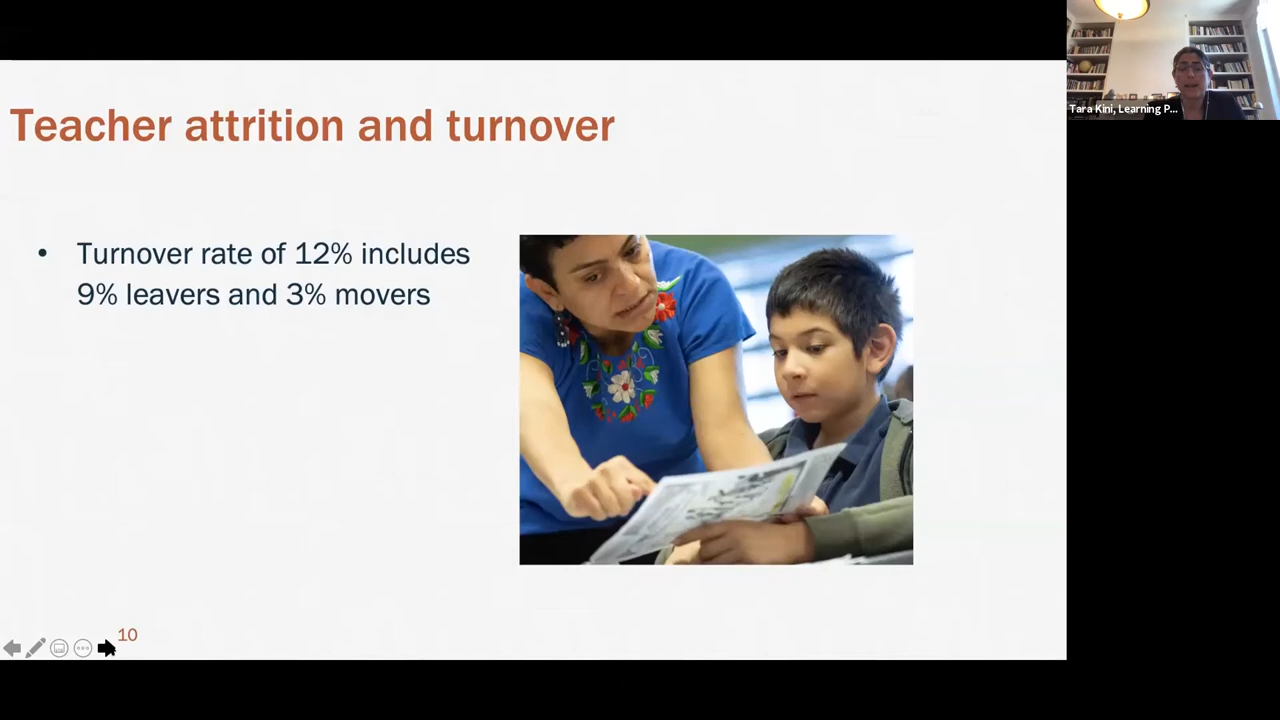 Teacher attrition and turnover
• Turnover rate of 12% includes
9% leavers and 3% movers
10
Tara Kini, Learning P...